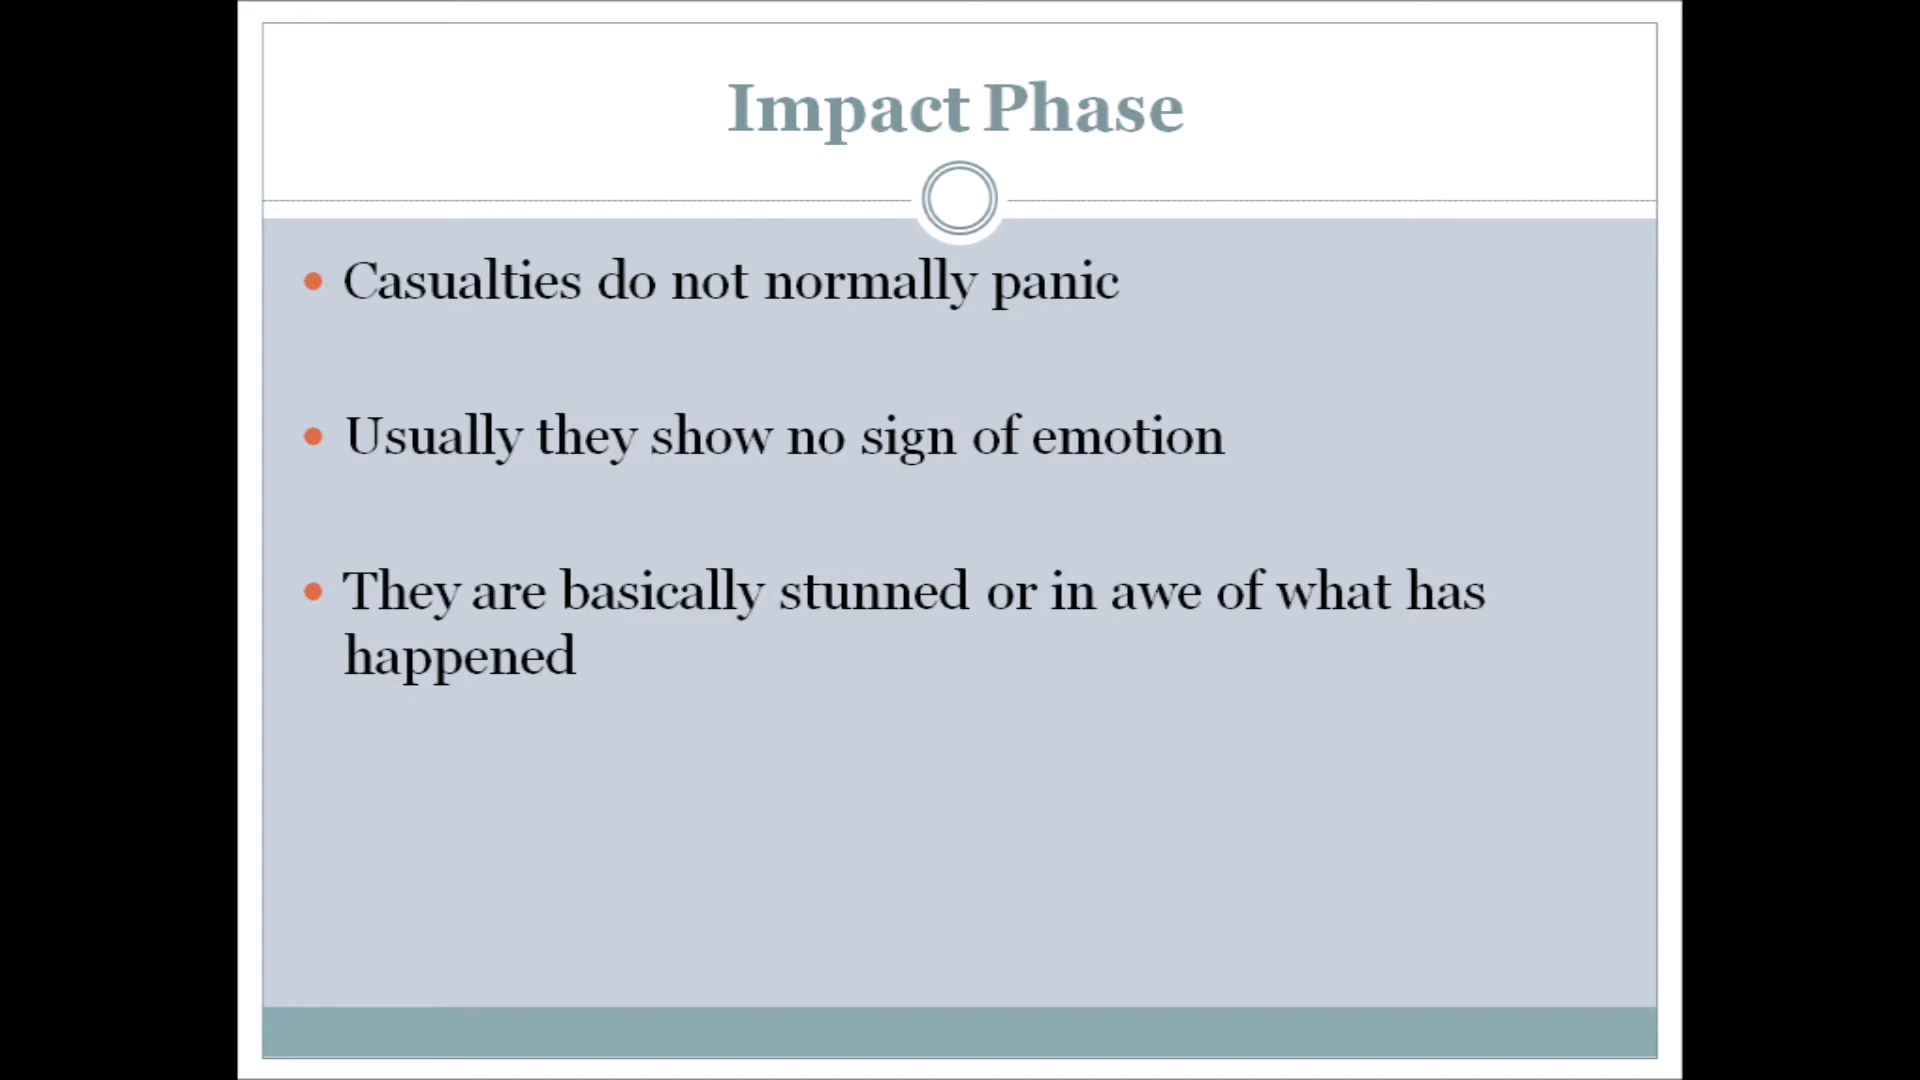 Impact Phase
• Casualties do not normally panic
• Usually they show no sign of emotion
• They are basically stunned or in awe of what has
happened